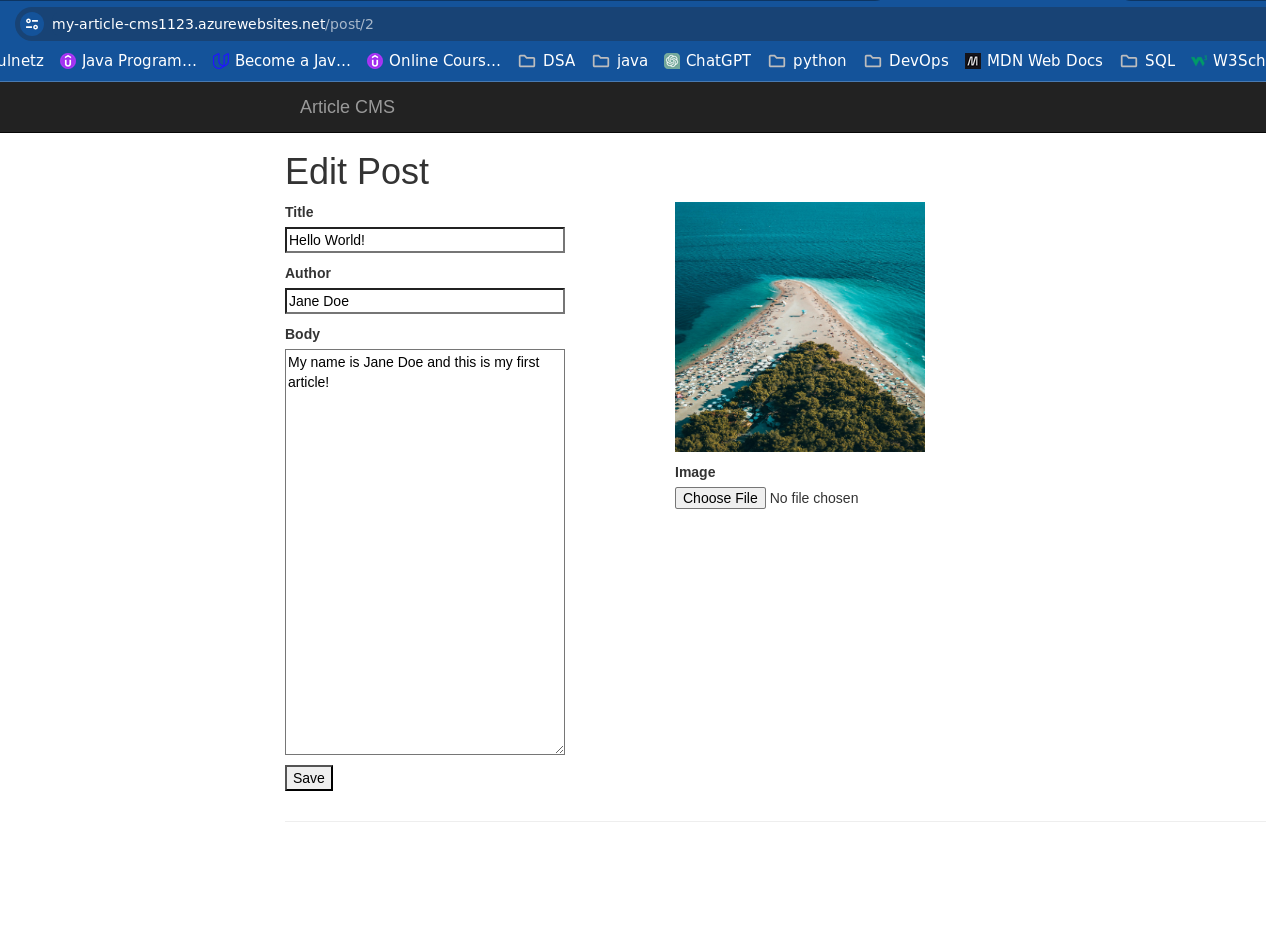 my-article-cms1123.azurewebsites.net/post/2
ulnetz Java Program... Become a Jav... Online Cours... DSA java ChatGPT python DevOps MDN Web Docs SQL W3Sch
Article CMS
Edit Post
Title
Hello World!
Author
Jane Doe
Body
My name is Jane Doe and this is my first
article!
Image
Choose File No file chosen
Save